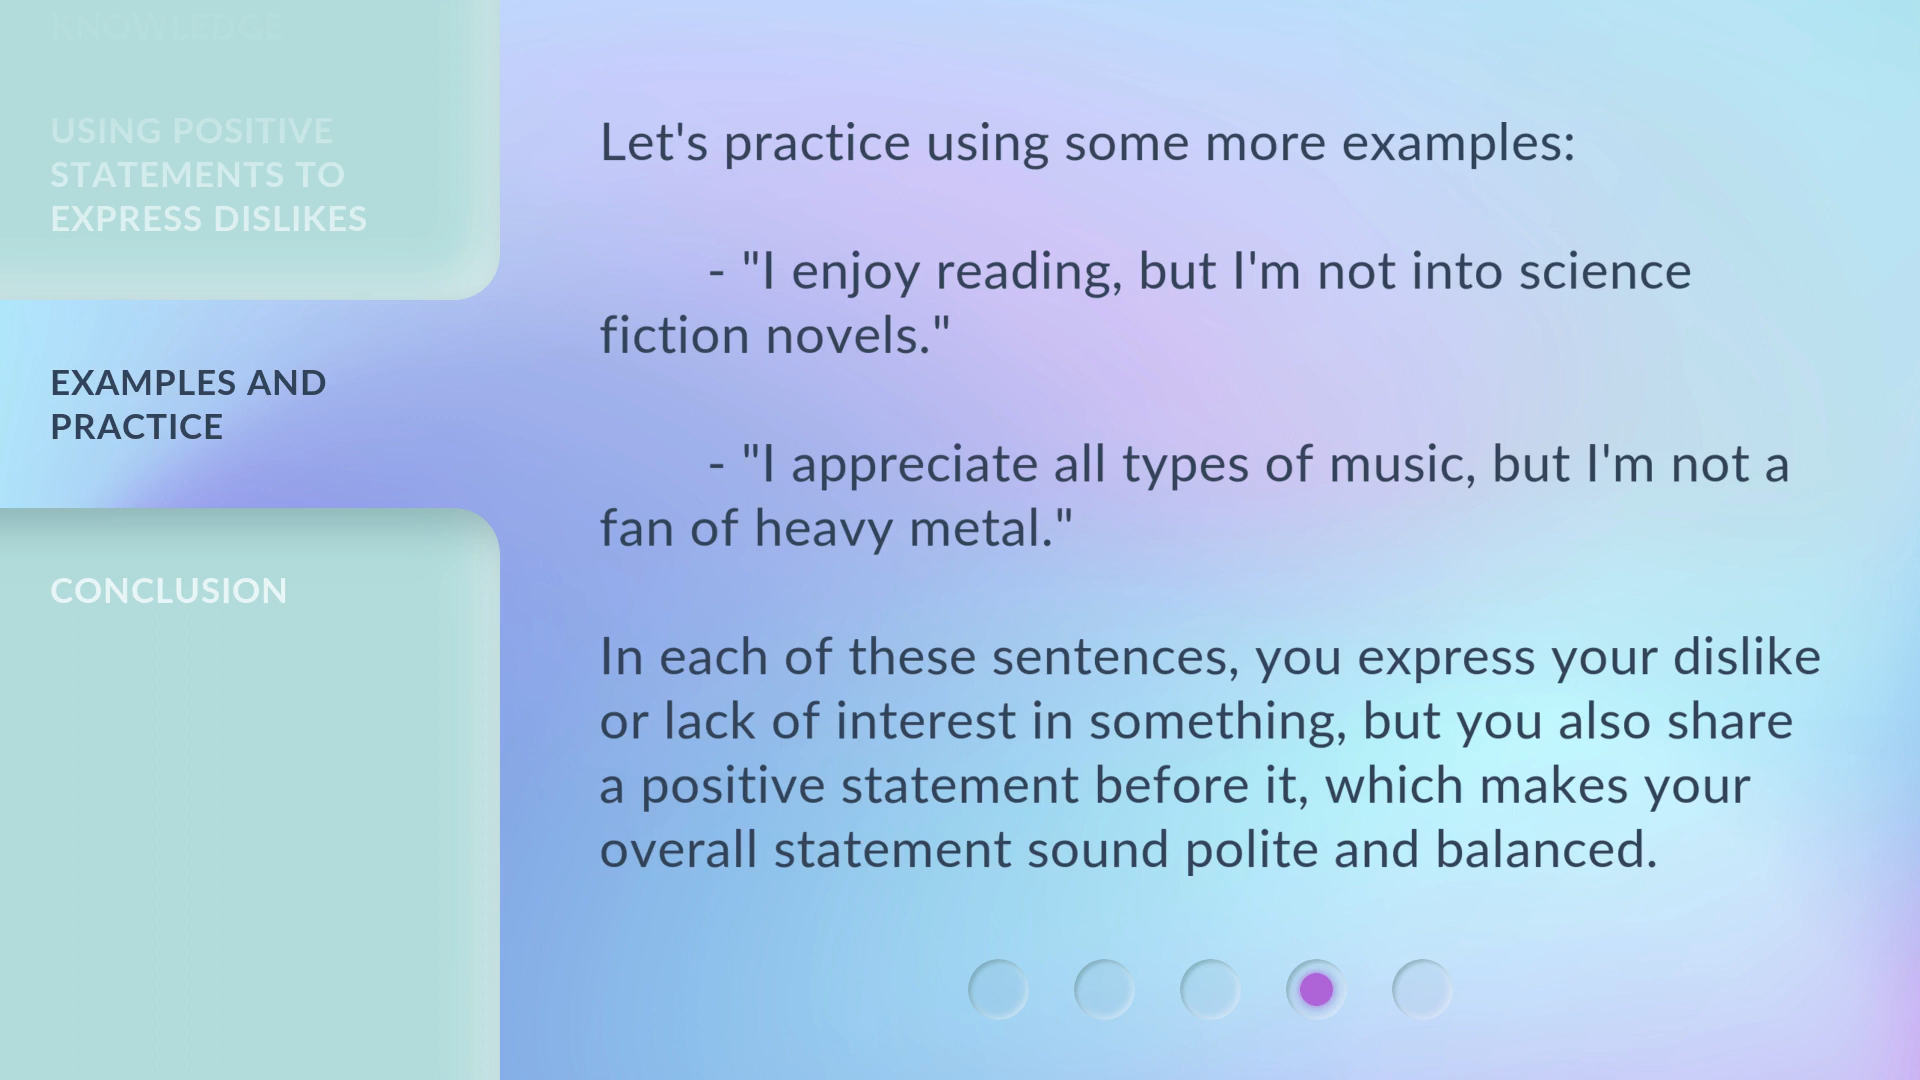 KNOWLEDGE
USING POSITIVE
STATEMENTS TO
EXPRESS DISLIKES
EXAMPLES AND
PRACTICE
CONCLUSION
Let's practice using some more examples:
- "I enjoy reading, but I'm not into science
fiction novels."
- "I appreciate all types of music, but I'm not a
fan of heavy metal."
In each of these sentences, you express your dislike
or lack of interest in something, but you also share
a positive statement before it, which makes your
overall statement sound polite and balanced.